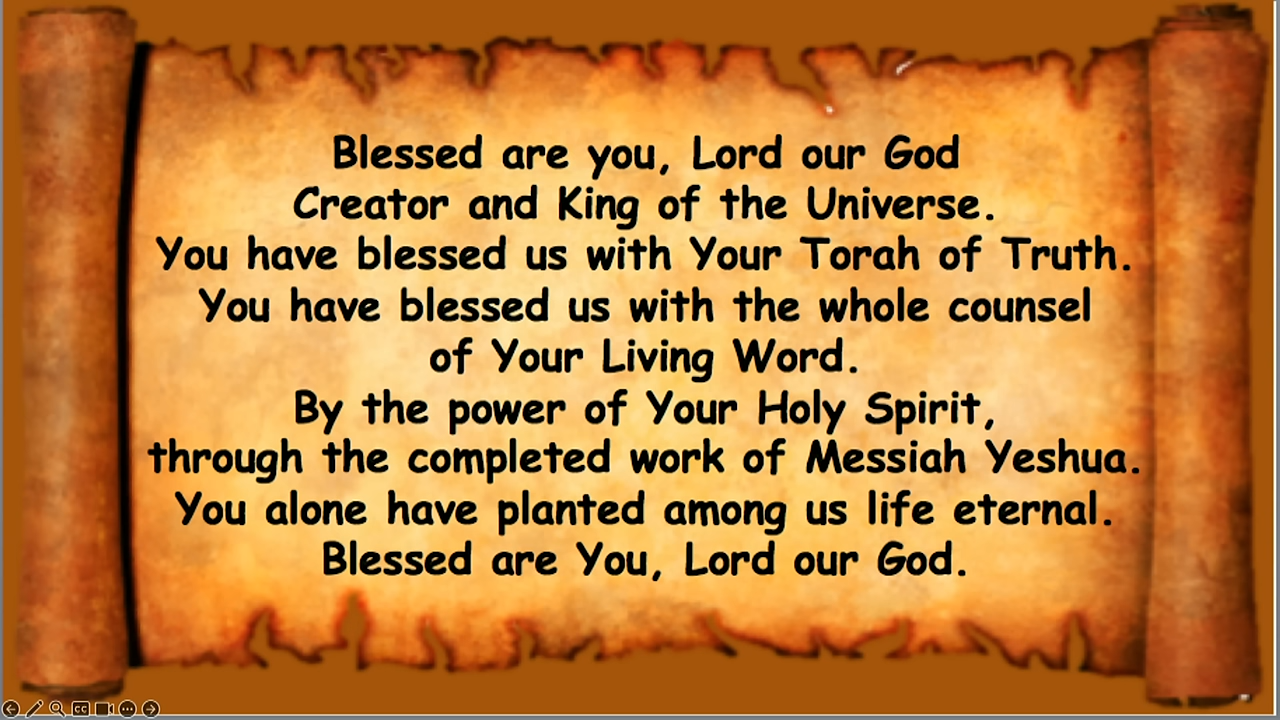 Blessed are you, Lord our God
Creator and King of the Universe.
You have blessed us with Your Torah of Truth.
You have blessed us with the whole counsel
of Your Living Word.
By the power of Your Holy Spirit,
through the completed work of Messiah Yeshua.
You alone have planted among us life eternal.
Blessed are You, Lord our God.
CC